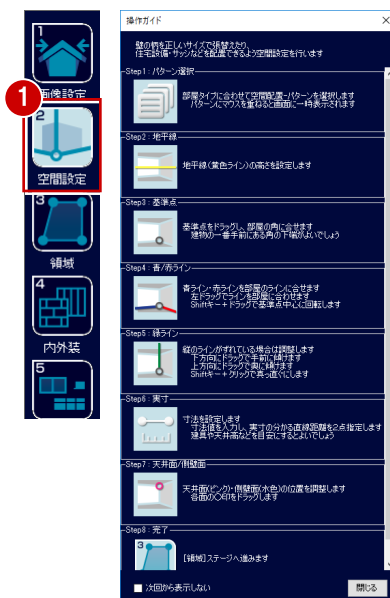 1
画像設定
1
2
空間設定
3
領域
4
内外装
5
操作ガイド
壁の柄を正しいサイズで張替えたり、
住宅設備・サッシなどを配置できるよう空間設定を行います
Step1：パターン選択
部屋タイプに合わせて空間配置-パターンを選択します
パターンにマウスを重ねると画面に一時表示されます
Step2：地平線
地平線(黄色ライン)の高さを設定します
Step3：基準点
基準点をドラッグし、部屋の角に合せます
建物の一番手前にある角の下端がよいでしょう
Step4：青/赤ライン
青ライン・赤ラインを部屋のラインに合せます
左ドラッグでラインを部屋に合わせます
Shiftキー+ドラッグで基準点中心に回転します
Step5：緑ライン
縦のラインがずれている場合は調整します
下方向にドラッグで手前に傾けます
上方向にドラッグで奥に傾けます
Shiftキー+クリックで真っ直ぐにします
Step6：実寸
寸法を設定します
寸法値を入力し、実寸の分かる直線距離を2点指定します
建具や天井高などを目安にするとよいでしょう
Step7：天井面/側壁面
天井面(ピンク)・側壁面(水色)の位置を調整します
各面の○印をドラッグします
Step8：完了
3
[領域]ステージへ進みます
次回から表示しない
閉じる